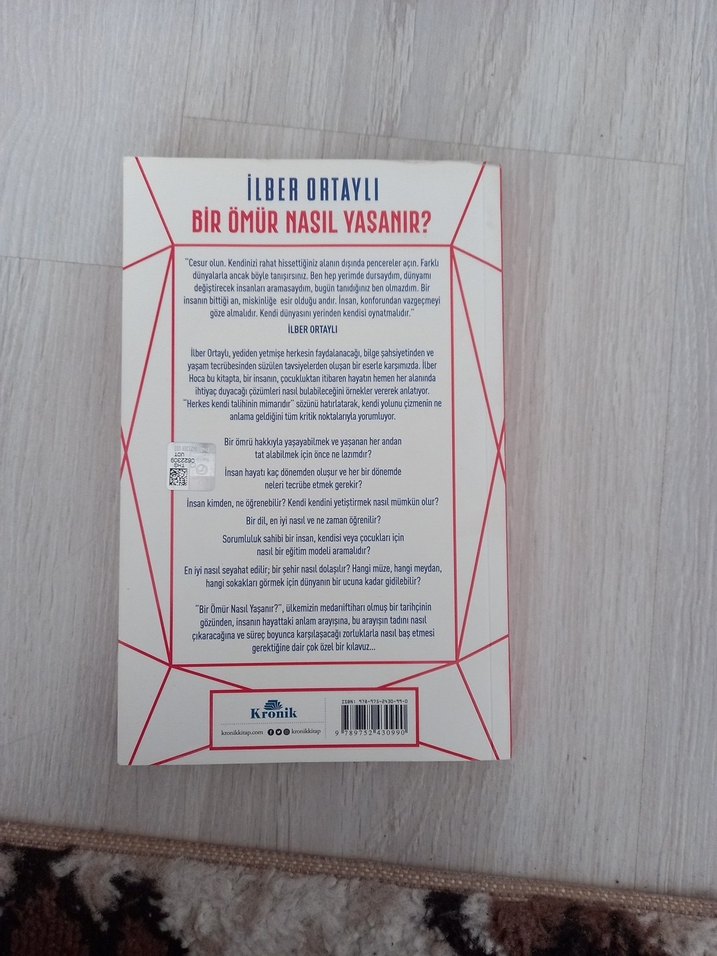 İLBER ORTAYLI
BİR ÖMÜR NASIL YAŞANIR?
"Cesur olun. Kendinizi rahat hissettiğiniz alanın dışında pencereler açın. Farklı
dünyalarla ancak böyle tanışırsınız. Ben hep yerimde dursaydım, dünyamı
değiştirecek insanları aramasaydım, bugün tanıdığınız ben olmazdım. Bir
insanın bittiği an, miskinliğe esir olduğu andır. İnsan, konforundan vazgeçmeyi
göze almalıdır. Kendi dünyasını yerinden kendisi oynatmalıdır."
İLBER ORTAYLI
İlber Ortaylı, yediden yetmişe herkesin faydalanacağı, bilge şahsiyetinden ve
yaşam tecrübesinden süzülen tavsiyelerden oluşan bir eserle karşımızda. İlber
Hoca bu kitapta, bir insanın, çocukluktan itibaren hayatın hemen her alanında
ihtiyaç duyacağı çözümleri nasıl bulabileceğini örnekler vererek anlatıyor.
"Herkes kendi talihinin mimarıdır" sözünü hatırlatarak, kendi yolunu çizmenin ne
anlama geldiğini tüm kritik noktalarıyla yorumluyor.
Bir ömrü hakkıyla yaşayabilmek ve yaşanan her andan
tat alabilmek için önce ne lazımdır?
İnsan hayatı kaç dönemden oluşur ve her bir dönemde
neleri tecrübe etmek gerekir?
İnsan kimden, ne öğrenebilir? Kendi kendini yetiştirmek nasıl mümkün olur?
Bir dil, en iyi nasıl ve ne zaman öğrenilir?
Sorumluluk sahibi bir insan, kendisi veya çocukları için
nasıl bir eğitim modeli aramalıdır?
En iyi nasıl seyahat edilir; bir şehir nasıl dolaşılır? Hangi müze, hangi meydan,
hangi sokakları görmek için dünyanın bir ucuna kadar gidilebilir?
"Bir Ömür Nasıl Yaşanır?", ülkemizin medarıiftiharı olmuş bir tarihçinin
gözünden, insanın hayattaki anlam arayışına, bu arayışın tadını nasıl
çıkaracağına ve süreç boyunca karşılaşacağı zorluklarla nasıl baş etmesi
gerektiğine dair çok özel bir kılavuz...
Kronik
kronikkitap.com kronikkitap
ISBN: 978-975-2430-99-0
9 789752 430990